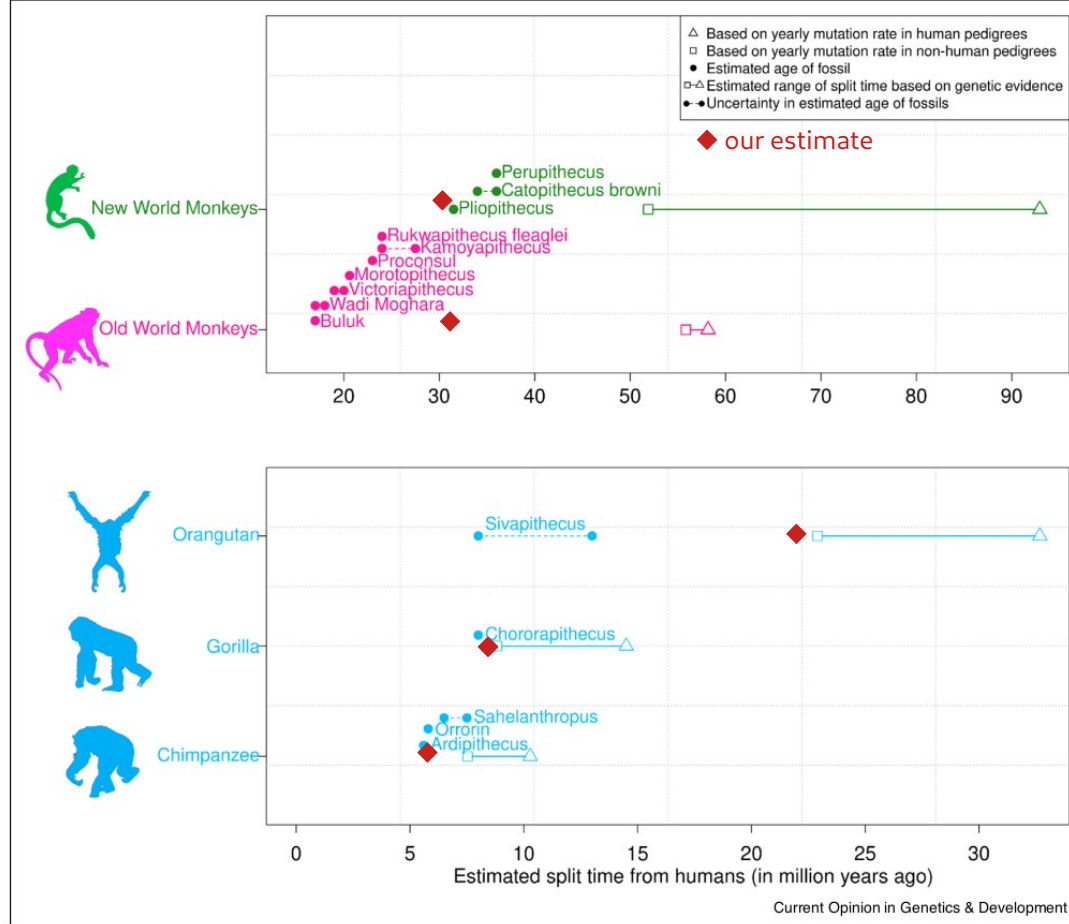 Based on yearly mutation rate in human pedigrees
Based on yearly mutation rate in non-human pedigrees
Estimated age of fossil
Estimated range of split time based on genetic evidence
Uncertainty in estimated age of fossils
our estimate
Perupithecus
Catopithecus browni
New World Monkeys
Pliopithecus
Rukwapithecus fleaglei
Kamoyapithecus
Proconsul
Morotopithecus
Victoriapithecus
Wadi Moghara
Buluk
Old World Monkeys
20 30 40 50 60 70 80 90
Sivapithecus
Orangutan
Chororapithecus
Gorilla
Sahelanthropus
Orrorin
Ardipithecus
Chimpanzee
0 5 10 15 20 25 30
Estimated split time from humans (in million years ago)
Current Opinion in Genetics & Development